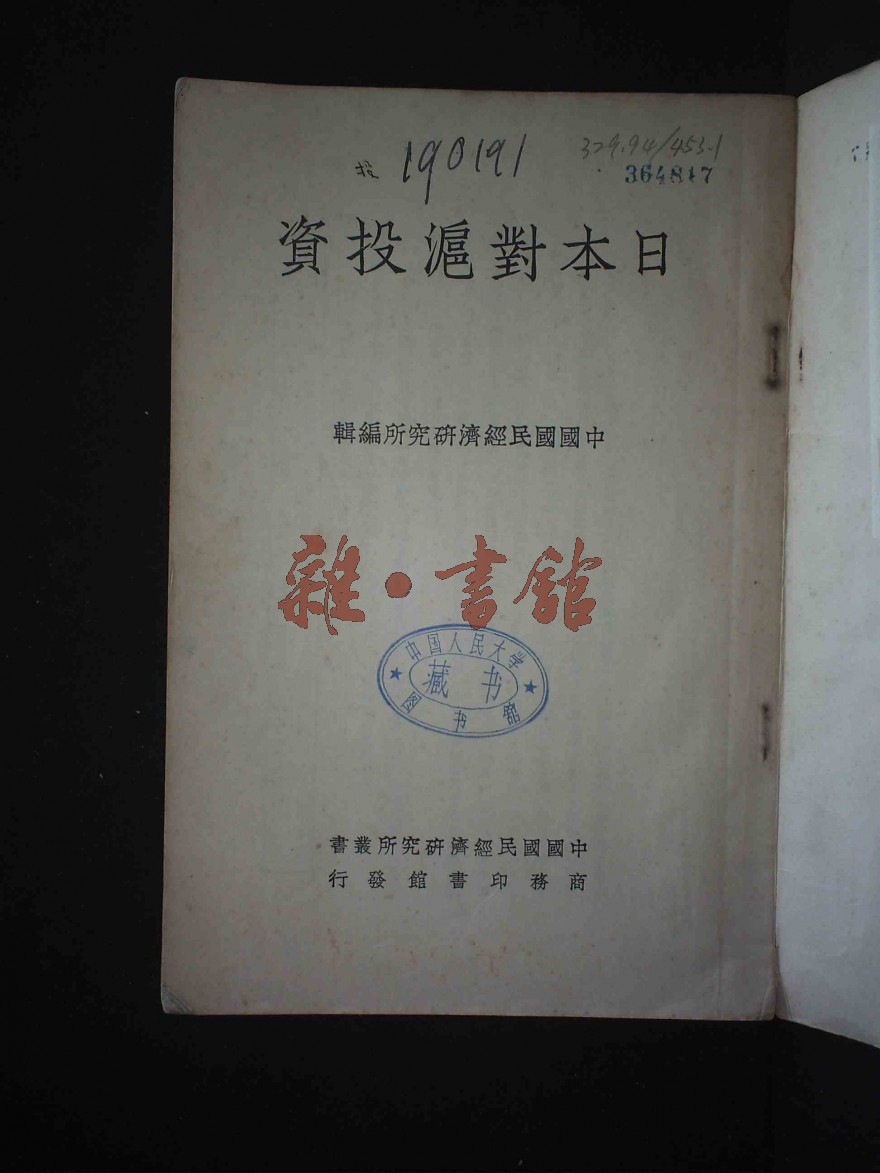 投 190191
329.94/453-1
364847
日本對滬投資
中國國民經濟研究所編輯
雜·書館
中国人民大学
藏书
图书馆
中國國民經濟研究所叢書
商務印書館發行